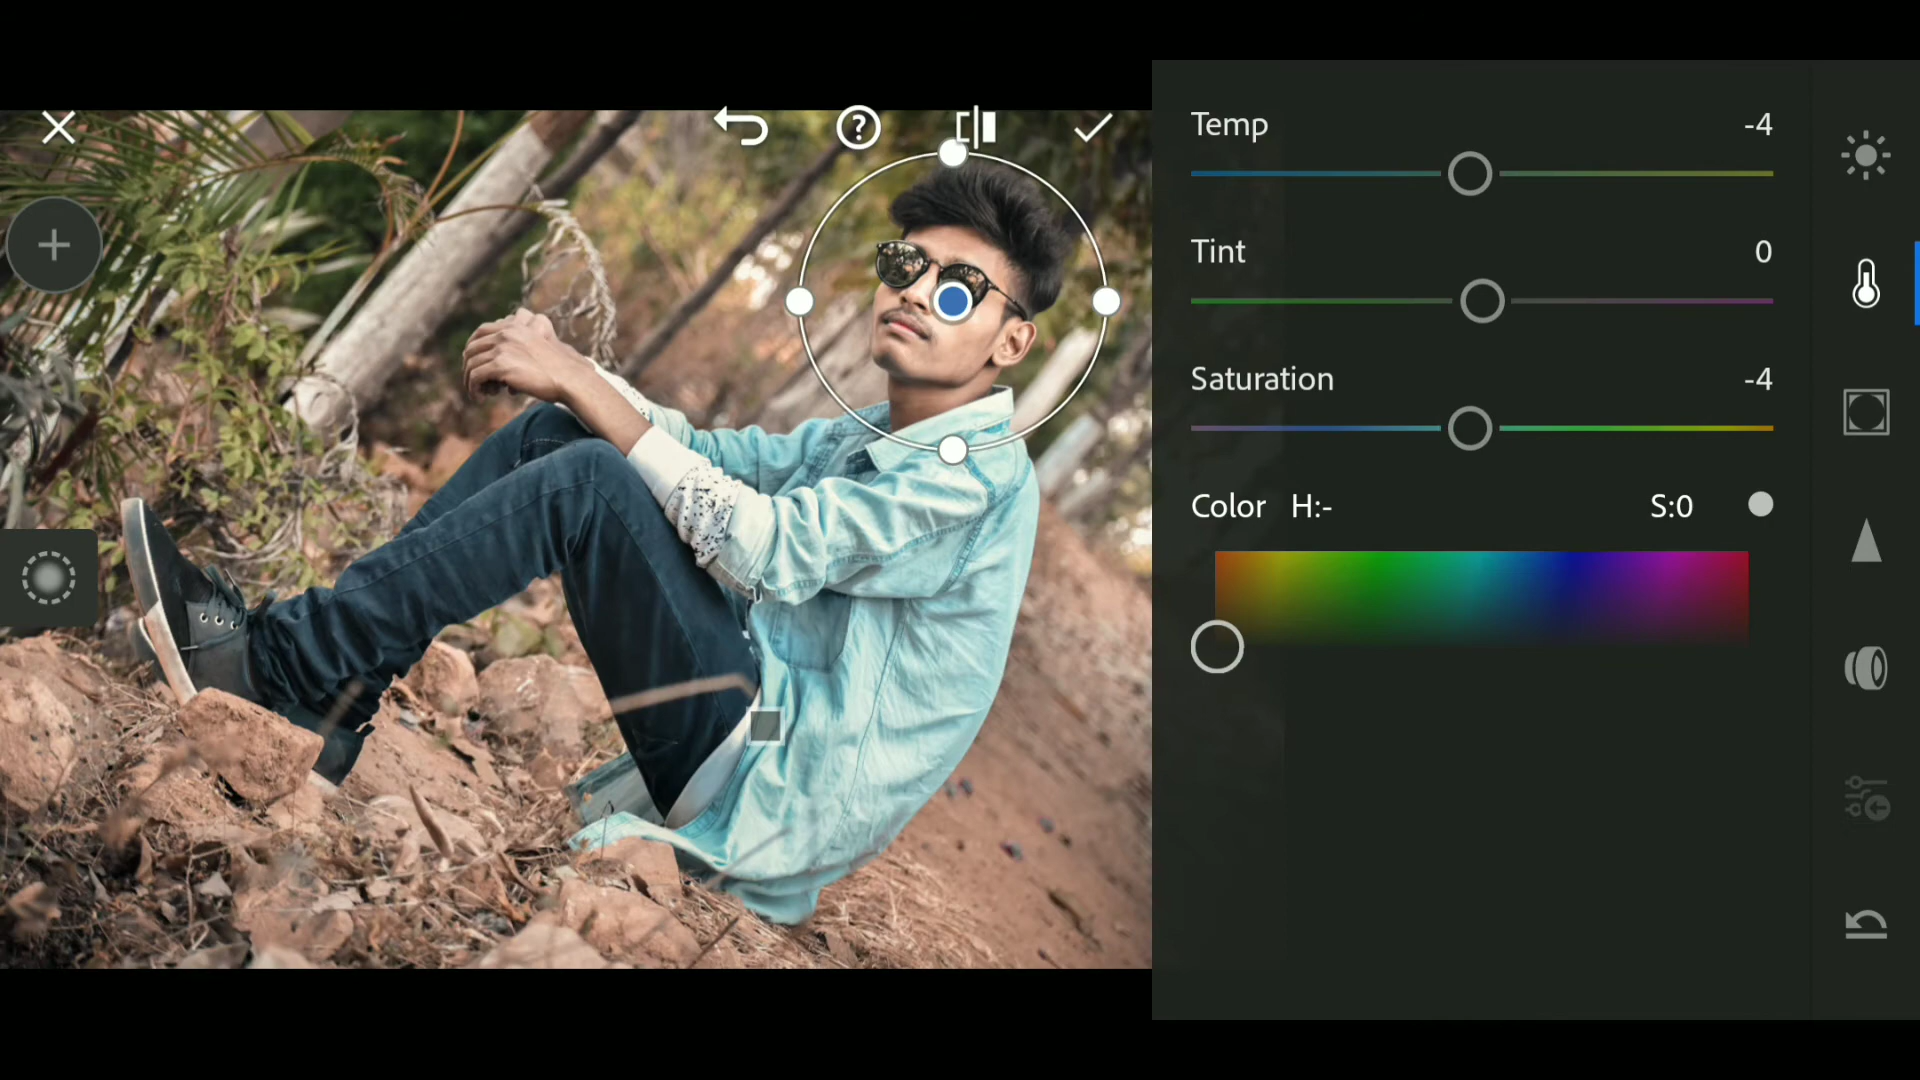 Temp -4
Tint 0
Saturation -4
Color H:- S:0